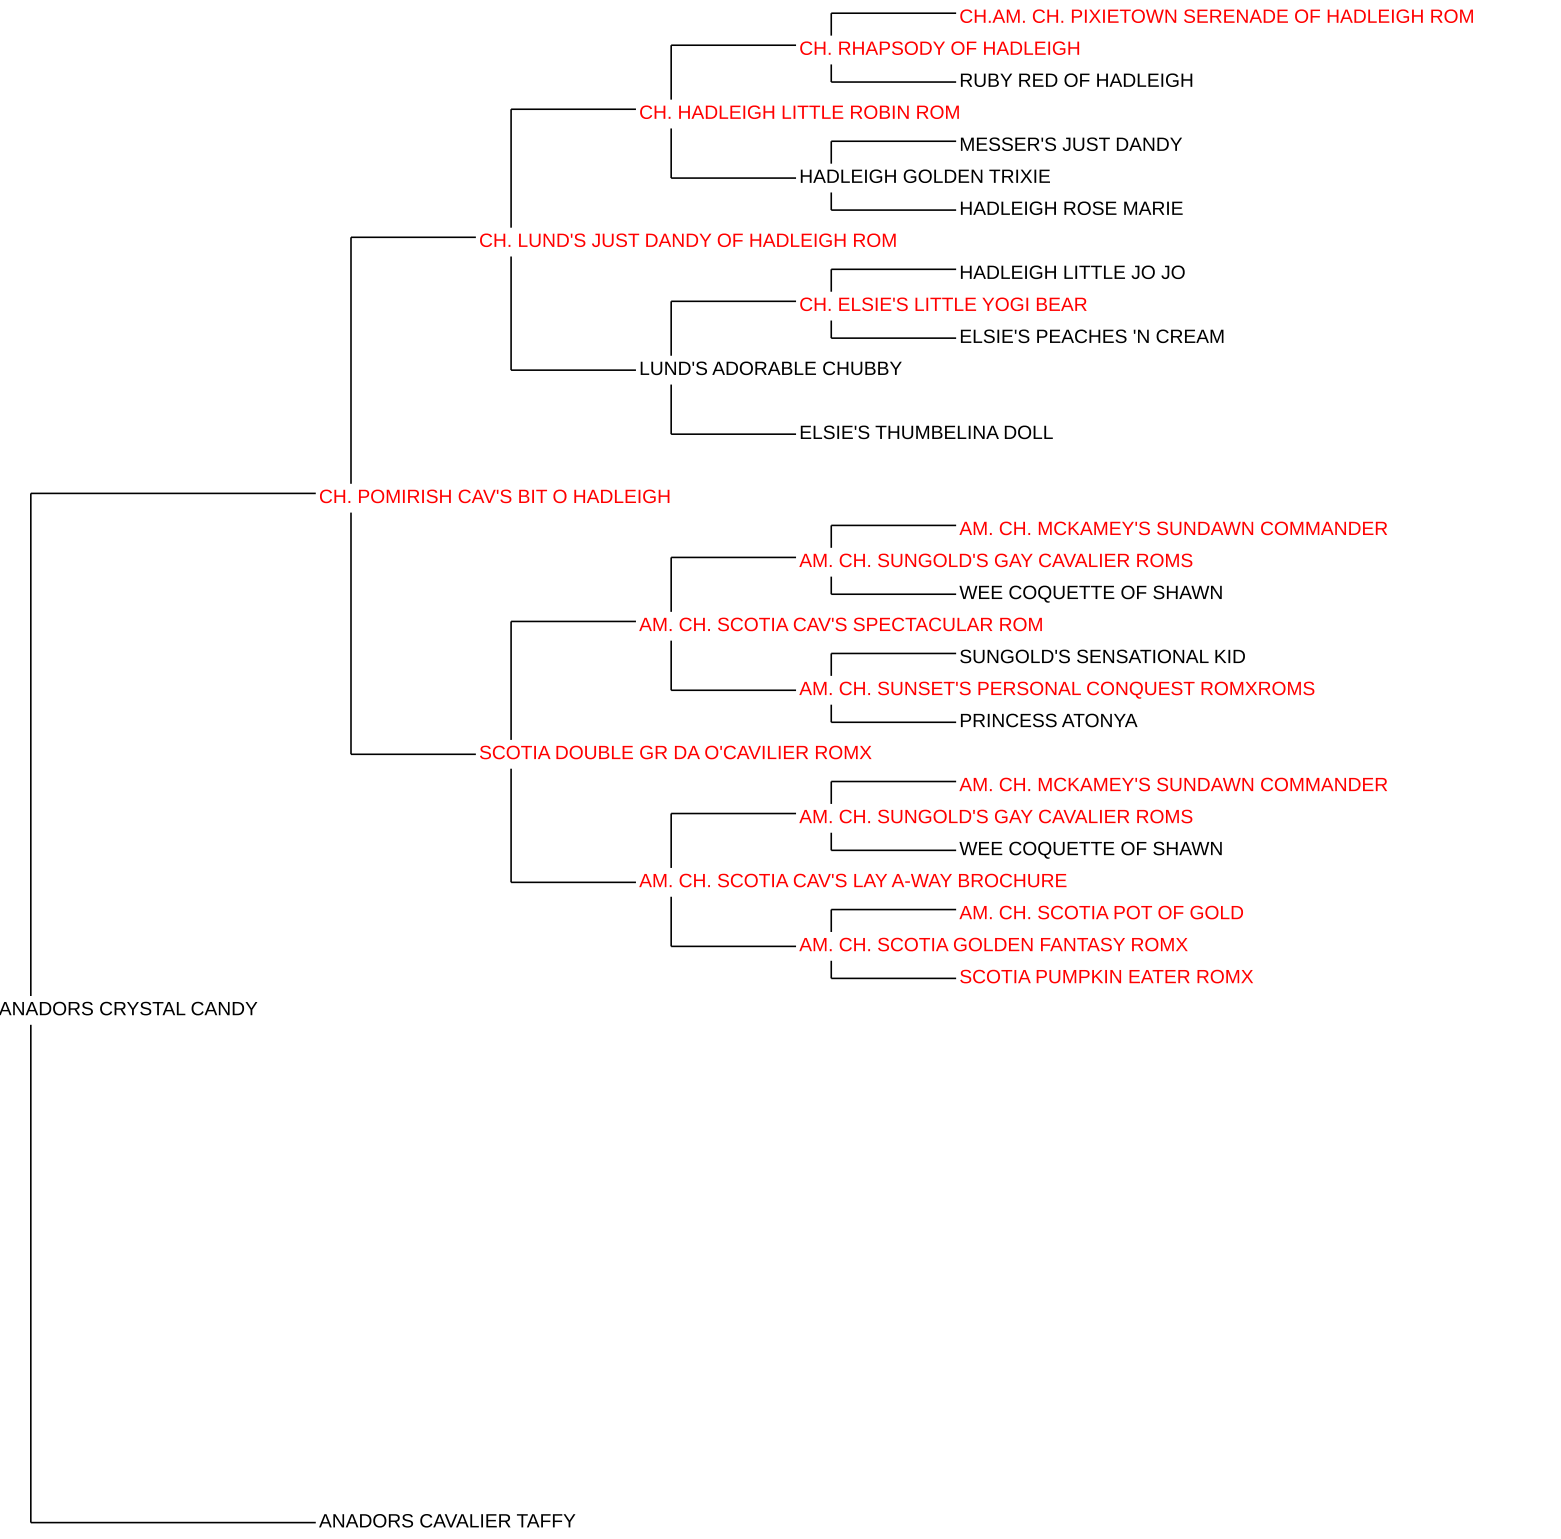 CH.AM. CH. PIXIETOWN SERENADE OF HADLEIGH ROM
CH. RHAPSODY OF HADLEIGH
RUBY RED OF HADLEIGH
CH. HADLEIGH LITTLE ROBIN ROM
MESSER'S JUST DANDY
HADLEIGH GOLDEN TRIXIE
HADLEIGH ROSE MARIE
CH. LUND'S JUST DANDY OF HADLEIGH ROM
HADLEIGH LITTLE JO JO
CH. ELSIE'S LITTLE YOGI BEAR
ELSIE'S PEACHES 'N CREAM
LUND'S ADORABLE CHUBBY
ELSIE'S THUMBELINA DOLL
CH. POMIRISH CAV'S BIT O HADLEIGH
AM. CH. MCKAMEY'S SUNDAWN COMMANDER
AM. CH. SUNGOLD'S GAY CAVALIER ROMS
WEE COQUETTE OF SHAWN
AM. CH. SCOTIA CAV'S SPECTACULAR ROM
SUNGOLD'S SENSATIONAL KID
AM. CH. SUNSET'S PERSONAL CONQUEST ROMXROMS
PRINCESS ATONYA
SCOTIA DOUBLE GR DA O'CAVILIER ROMX
AM. CH. MCKAMEY'S SUNDAWN COMMANDER
AM. CH. SUNGOLD'S GAY CAVALIER ROMS
WEE COQUETTE OF SHAWN
AM. CH. SCOTIA CAV'S LAY A-WAY BROCHURE
AM. CH. SCOTIA POT OF GOLD
AM. CH. SCOTIA GOLDEN FANTASY ROMX
SCOTIA PUMPKIN EATER ROMX
ANADORS CRYSTAL CANDY
ANADORS CAVALIER TAFFY